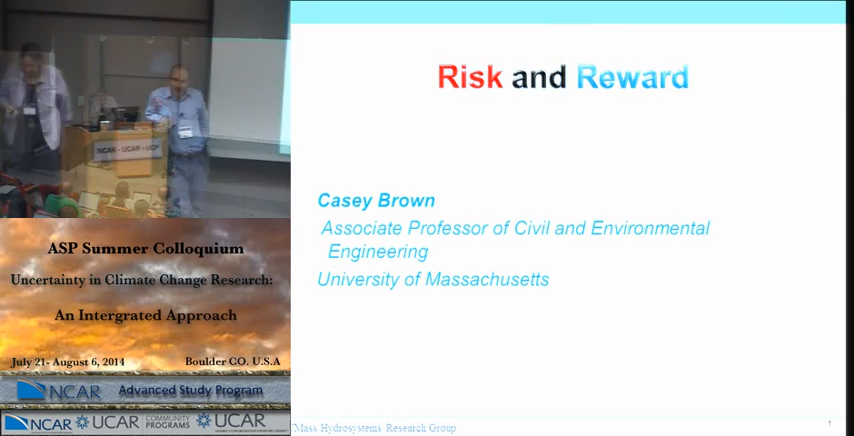 NCAR - UCAR - UCP
ASP Summer Colloquium
Uncertainty in Climate Change Research:
An Intergrated Approach
July 21- August 6, 2014
Boulder CO. U.S.A
NCAR Advanced Study Program
NCAR UCAR COMMUNITY PROGRAMS UCAR
Risk and Reward
Casey Brown
Associate Professor of Civil and Environmental
Engineering
University of Massachusetts
Mass Hydrosystems Research Group
1